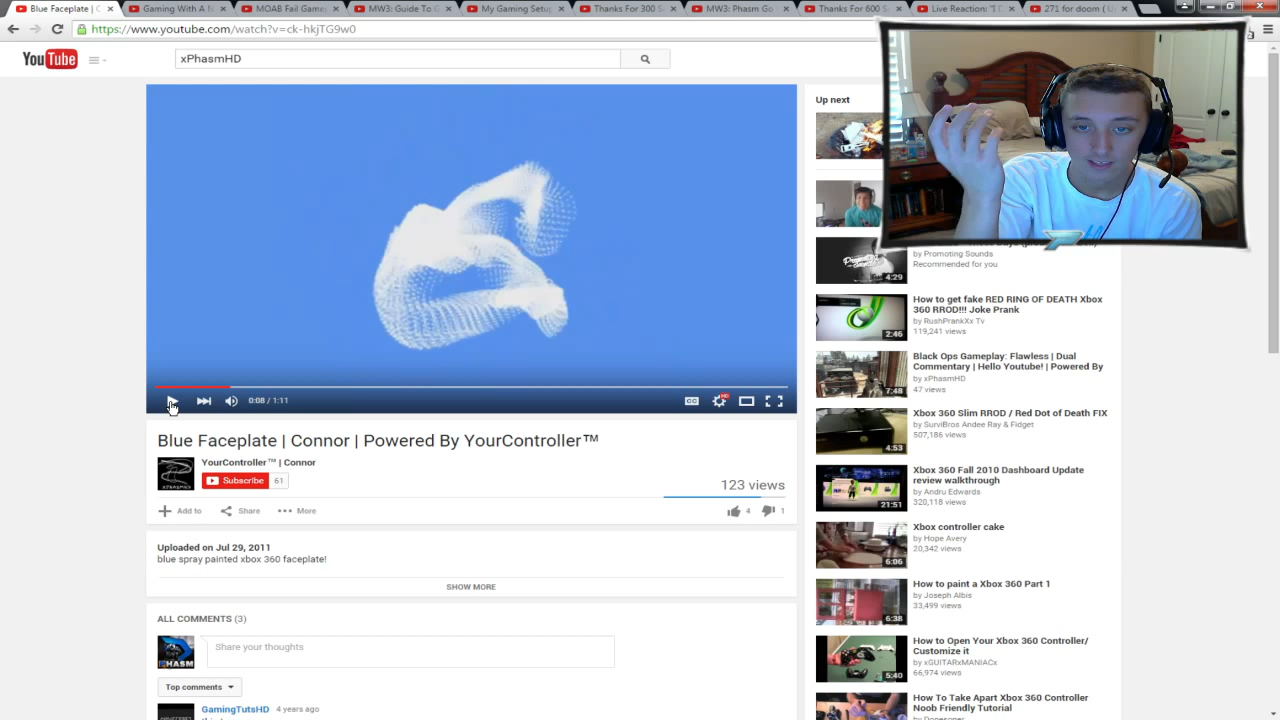 Blue Faceplate | C
Gaming With A N
MOAB Fail Game
MW3: Guide To
My Gaming Setup
Thanks For 300 S
MW3: Phasm Go
Thanks For 600 S
Live Reaction: "I D
271 for doom ( U
https://www.youtube.com/watch?v=ck-hkjTG9w0
YouTube
xPhasmHD
Up next
by Promoting Sounds
Recommended for you
4:29
How to get fake RED RING OF DEATH Xbox
360 RROD!!! Joke Prank
by RushPrankXx Tv
119,241 views
2:46
Black Ops Gameplay: Flawless | Dual
Commentary | Hello Youtube! | Powered By
by xPhasmHD
47 views
7:48
0:08 / 1:11
CC
HD
Xbox 360 Slim RROD / Red Dot of Death FIX
by SurviBros Andee Ray & Fidget
507,186 views
4:53
Blue Faceplate | Connor | Powered By YourController™
YourController™ | Connor
Subscribe
61
123 views
Add to
Share
More
4
1
Xbox 360 Fall 2010 Dashboard Update
review walkthrough
by Andru Edwards
320,118 views
21:51
Uploaded on Jul 29, 2011
blue spray painted xbox 360 faceplate!
SHOW MORE
Xbox controller cake
by Hope Avery
20,342 views
6:06
How to paint a Xbox 360 Part 1
by Joseph Albis
33,499 views
6:38
ALL COMMENTS (3)
PHASM
Share your thoughts
Top comments
GamingTutsHD 4 years ago
How to Open Your Xbox 360 Controller/
Customize it
by xGUITARxMANIACx
66,974 views
5:40
How To Take Apart Xbox 360 Controller
Noob Friendly Tutorial